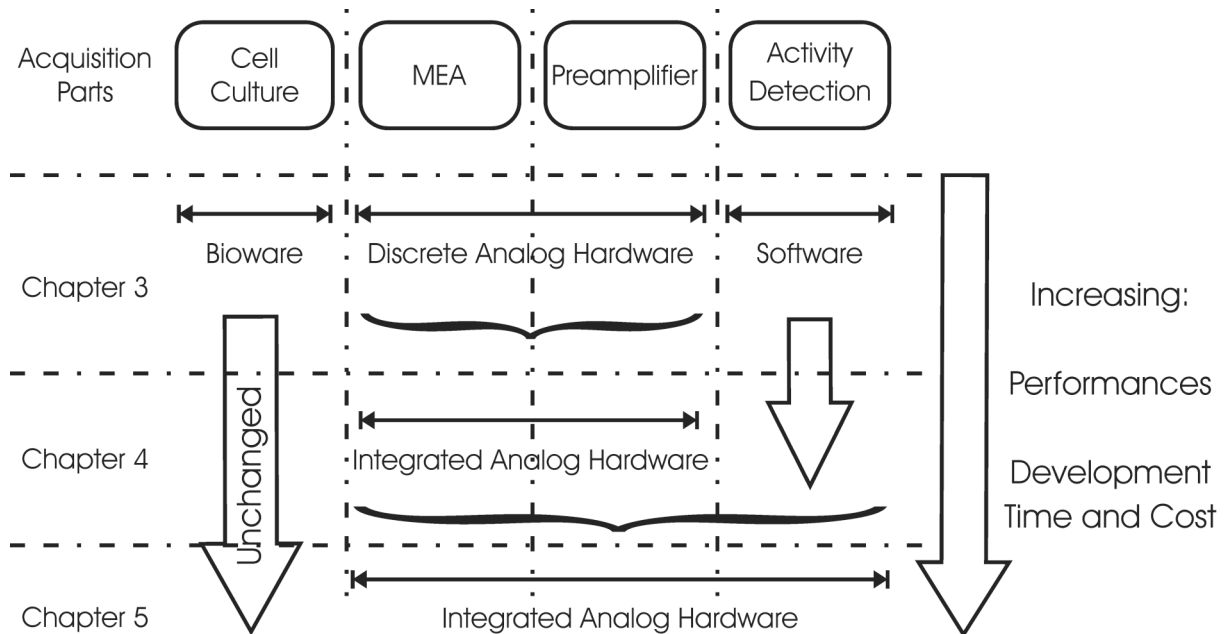 Acquisition
Parts
Cell
Culture
MEA
Preamplifier
Activity
Detection
Bioware
Discrete Analog Hardware
Software
Chapter 3
Increasing:
Performances
Development
Time and Cost
Unchanged
Chapter 4
Integrated Analog Hardware
Chapter 5
Integrated Analog Hardware